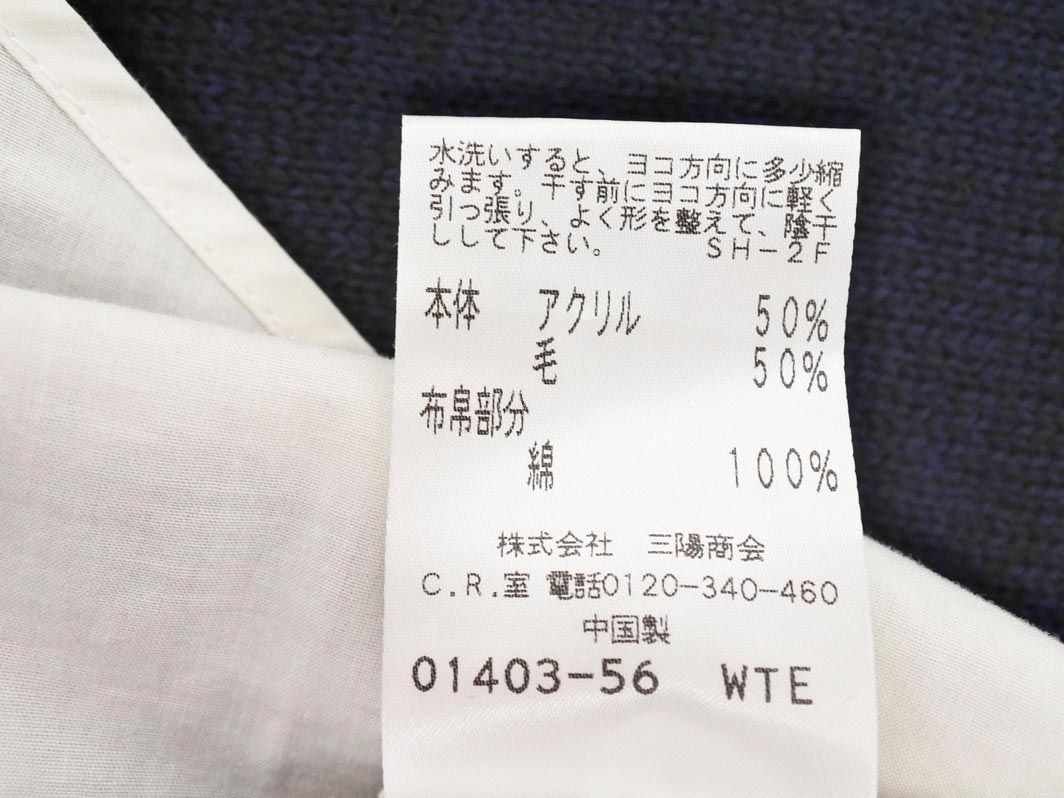 水洗いすると、ヨコ方向に多少縮
みます。干す前にヨコ方向に軽く
引っ張り、よく形を整えて、陰干
しして下さい。 SH-2F
本体 アクリル 50%
毛 50%
布帛部分
綿 100%
株式会社 三陽商会
C.R.室 電話0120-340-460
中国製
01403-56 WTE